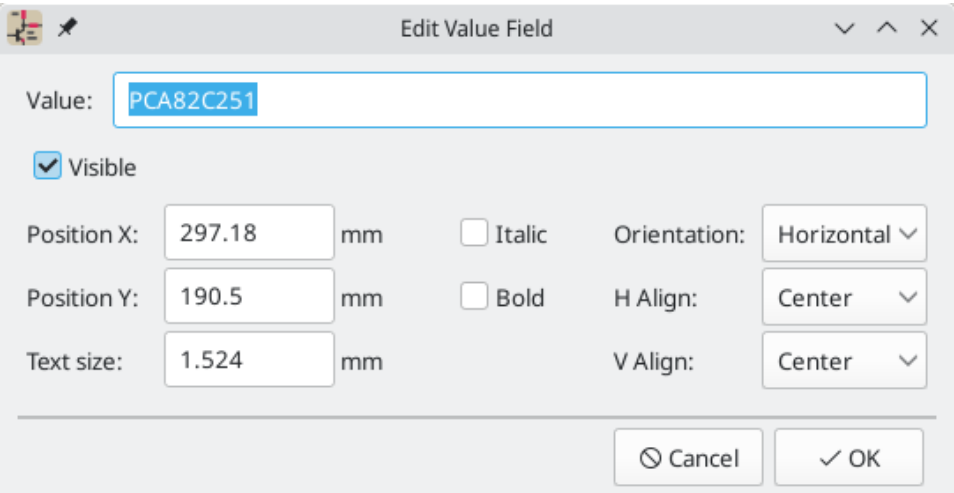 Edit Value Field
Value: PCA82C251
Visible
Position X: 297.18 mm Italic Orientation: Horizontal
Position Y: 190.5 mm Bold H Align: Center
Text size: 1.524 mm V Align: Center
Cancel OK